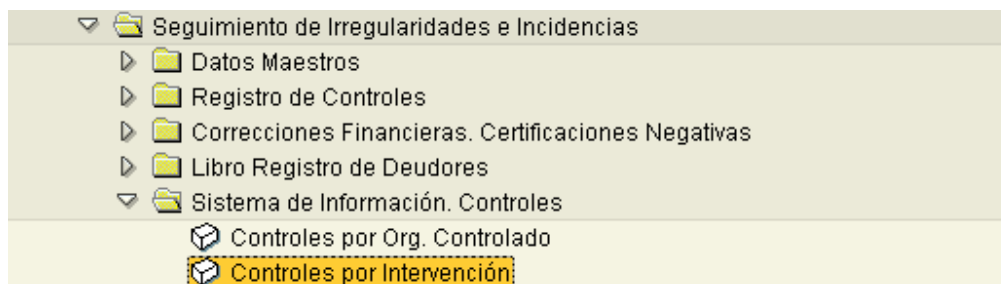 Seguimiento de Irregularidades e Incidencias
Datos Maestros
Registro de Controles
Correcciones Financieras. Certificaciones Negativas
Libro Registro de Deudores
Sistema de Información. Controles
Controles por Org. Controlado
Controles por Intervención